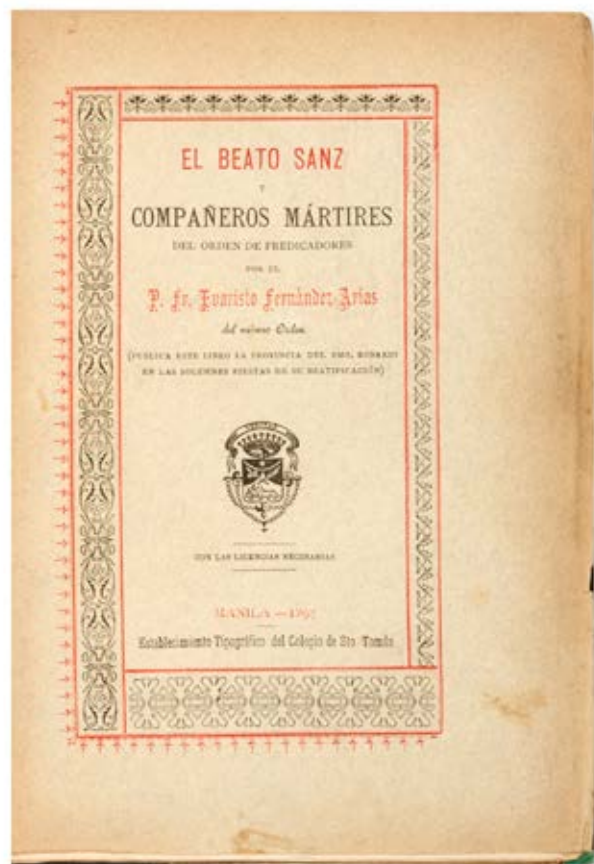 EL BEATO SANZ
Y
COMPAÑEROS MÁRTIRES
DEL ORDEN DE PREDICADORES
POR EL
P. Fr. Evaristo Fernández-Arias
del mismo Orden.
(PUBLICA ESTE LIBRO LA PROVINCIA DEL SMO. ROSARIO
EN LAS SOLEMNES FIESTAS DE SU BEATIFICACIÓN)
CON LAS LICENCIAS NECESARIAS
MANILA
Establecimiento Tipográfico del Colegio de Sto. Tomás